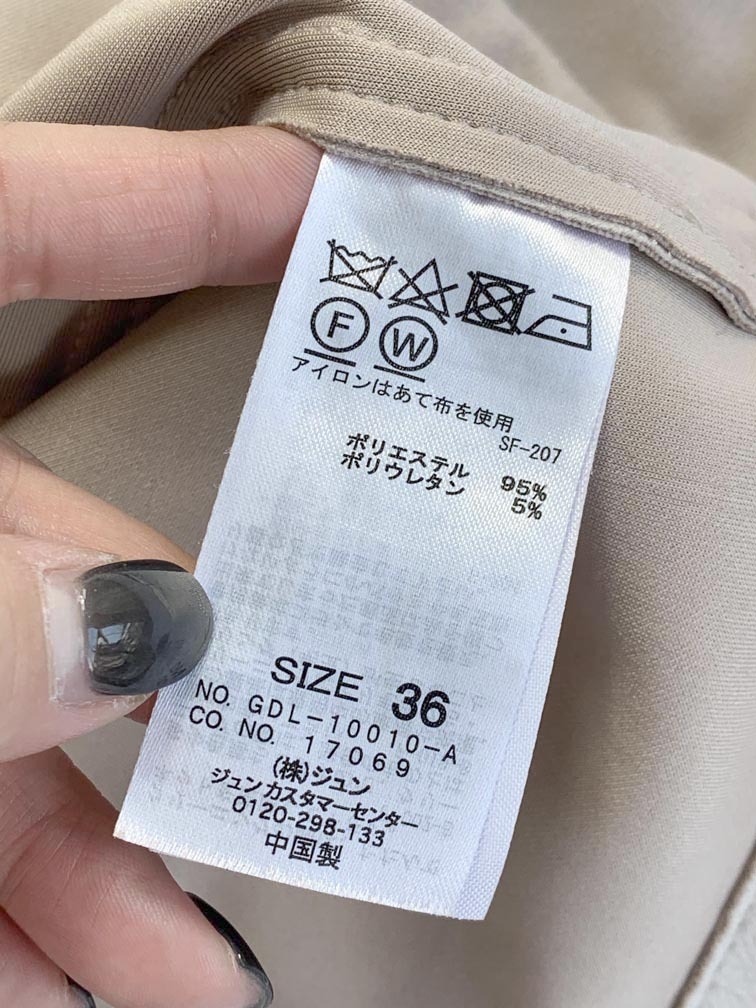 F W
アイロンはあて布を使用
SF-207
ポリエステル 95%
ポリウレタン 5%
SIZE 36
NO. GDL-10010-A
CO. NO. 17069
(株)ジュン
ジュンカスタマーセンター
0120-298-133
中国製